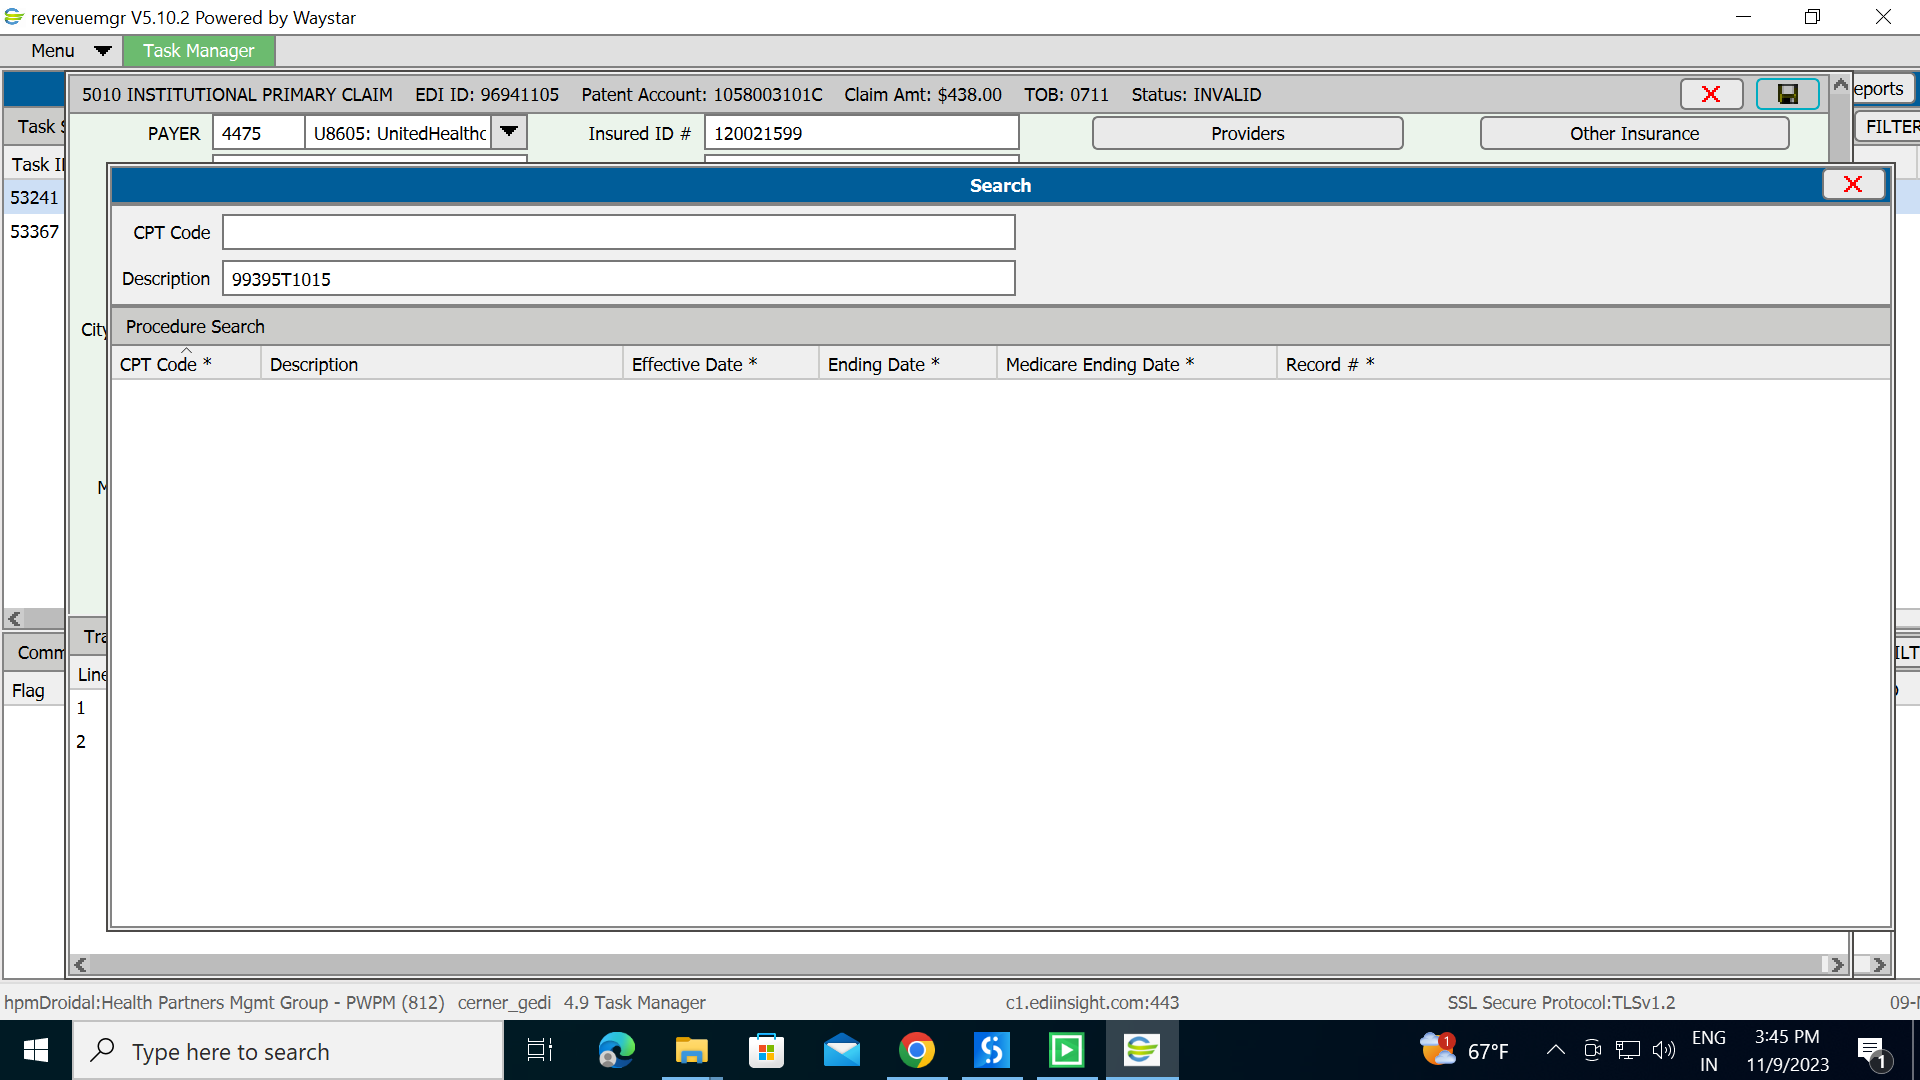 revenuemgr V5.10.2 Powered by Waystar
Menu Task Manager
5010 INSTITUTIONAL PRIMARY CLAIM EDI ID: 96941105 Patent Account: 1058003101C Claim Amt: $438.00 TOB: 0711 Status: INVALID
eports
Task S
PAYER 4475 U8605: UnitedHealthc Insured ID # 120021599 Providers Other Insurance
FILTER
Task ID
Search
53241
53367
CPT Code
Description 99395T1015
City
Procedure Search
CPT Code * Description Effective Date * Ending Date * Medicare Ending Date * Record # *
M
Tra
Comm
ILT
Line
Flag
1
2
hpmDroidal:Health Partners Mgmt Group - PWPM (812) cerner_gedi 4.9 Task Manager c1.ediinsight.com:443 SSL Secure Protocol:TLSv1.2 09-
Type here to search
1
67°F
ENG
IN
3:45 PM
11/9/2023
1